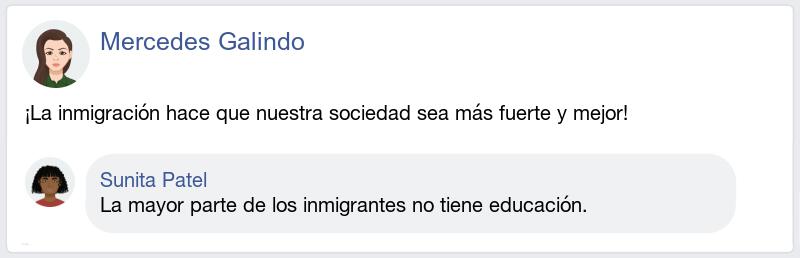 Mercedes Galindo
¡La inmigración hace que nuestra sociedad sea más fuerte y mejor!
Sunita Patel
La mayor parte de los inmigrantes no tiene educación.